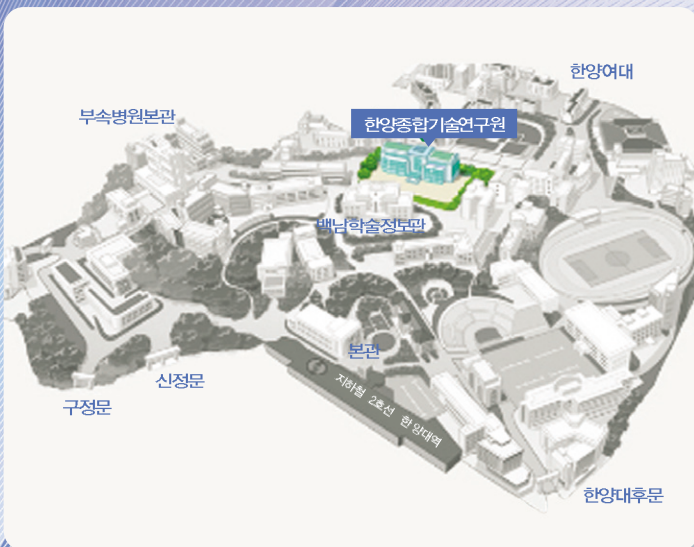 한양여대
부속병원본관
한양종합기술연구원
백남학술정보관
본관
신정문
구정문
지하철 2호선 한양대역
한양대후문